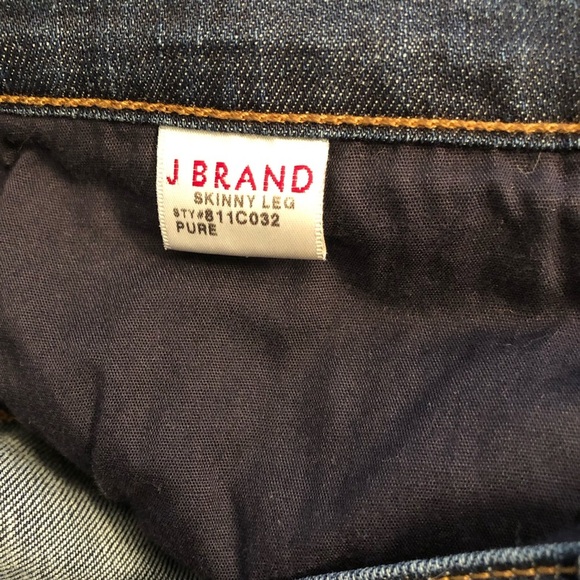 J BRAND
SKINNY LEG
STY#811C032
PURE